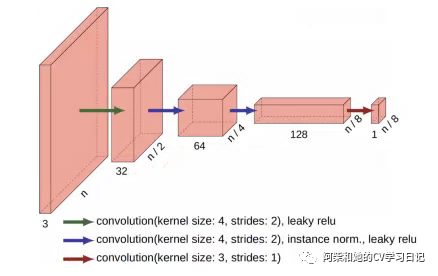 3
n
32
n / 2
64
n / 4
128
n / 8
1
n / 8
convolution(kernel size: 4, strides: 2), leaky relu
convolution(kernel size: 4, strides: 2), instance norm., leaky relu
convolution(kernel size: 3, strides: 1)
阿柴和她的CV学习日记